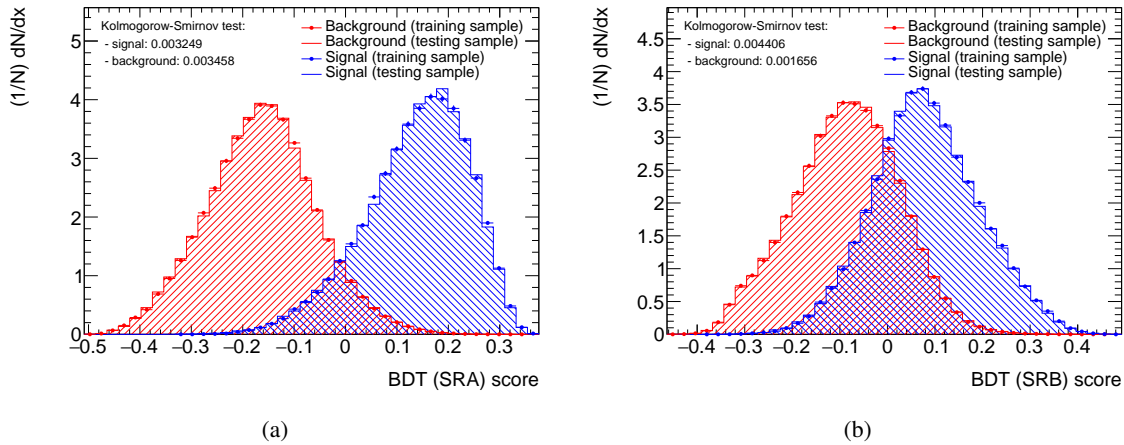 (1/N) dN/dx
Kolmogorow-Smirnov test:
- signal: 0.003249
- background: 0.003458
Background (training sample)
Background (testing sample)
Signal (training sample)
Signal (testing sample)
5
4
3
2
1
0
−0.5 −0.4 −0.3 −0.2 −0.1 0 0.1 0.2 0.3
BDT (SRA) score
(a)
(1/N) dN/dx
Kolmogorow-Smirnov test:
- signal: 0.004406
- background: 0.001656
Background (training sample)
Background (testing sample)
Signal (training sample)
Signal (testing sample)
4.5
4
3.5
3
2.5
2
1.5
1
0.5
0
−0.4 −0.3 −0.2 −0.1 0 0.1 0.2 0.3 0.4
BDT (SRB) score
(b)